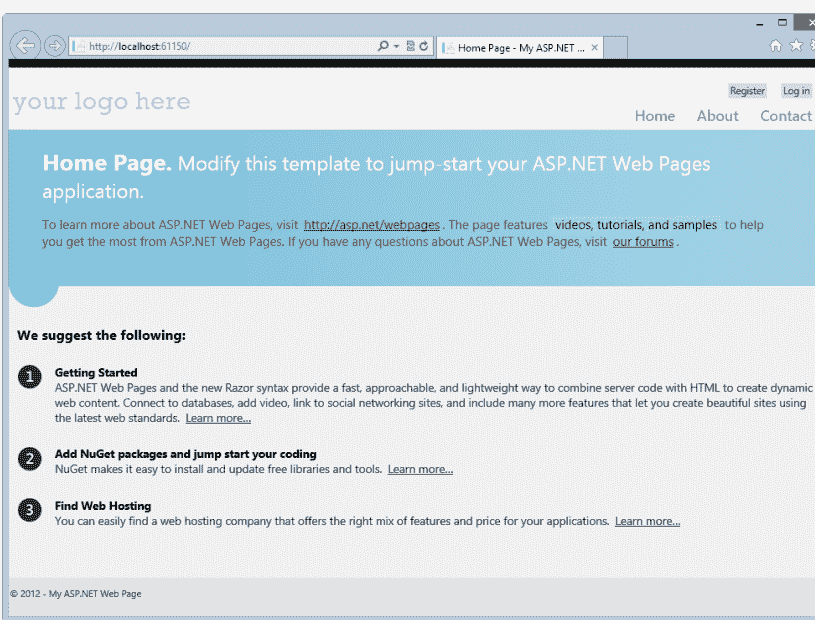 http://localhost:61150/
Home Page - My ASP.NET ...
Register Log in
your logo here
Home About Contact
Home Page. Modify this template to jump-start your ASP.NET Web Pages
application.
To learn more about ASP.NET Web Pages, visit http://asp.net/webpages. The page features videos, tutorials, and samples to help
you get the most from ASP.NET Web Pages. If you have any questions about ASP.NET Web Pages, visit our forums.
We suggest the following:
1 Getting Started
ASP.NET Web Pages and the new Razor syntax provide a fast, approachable, and lightweight way to combine server code with HTML to create dynamic
web content. Connect to databases, add video, link to social networking sites, and include many more features that let you create beautiful sites using
the latest web standards. Learn more...
2 Add NuGet packages and jump start your coding
NuGet makes it easy to install and update free libraries and tools. Learn more...
3 Find Web Hosting
You can easily find a web hosting company that offers the right mix of features and price for your applications. Learn more...
© 2012 - My ASP.NET Web Page